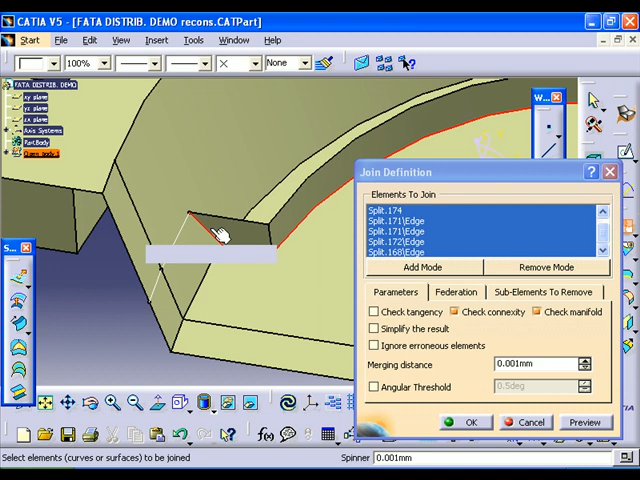 CATIA V5 - [FATA DISTRIB. DEMO recons.CATPart]
Start File Edit View Insert Tools Window Help
100% None
FATA DISTRIB. DEMO
xy plane
yz plane
zx plane
Axis Systems
PartBody
W...
S...
Join Definition
Elements To Join
Split.174
Split.171\Edge
Split.171\Edge
Split.172\Edge
Split.168\Edge
Add Mode Remove Mode
Parameters Federation Sub-Elements To Remove
Check tangency Check connexity Check manifold
Simplify the result
Ignore erroneous elements
Merging distance 0.001mm
Angular Threshold 0.5deg
OK Cancel Preview
f(x)
Select elements (curves or surfaces) to be joined Spinner 0.001mm